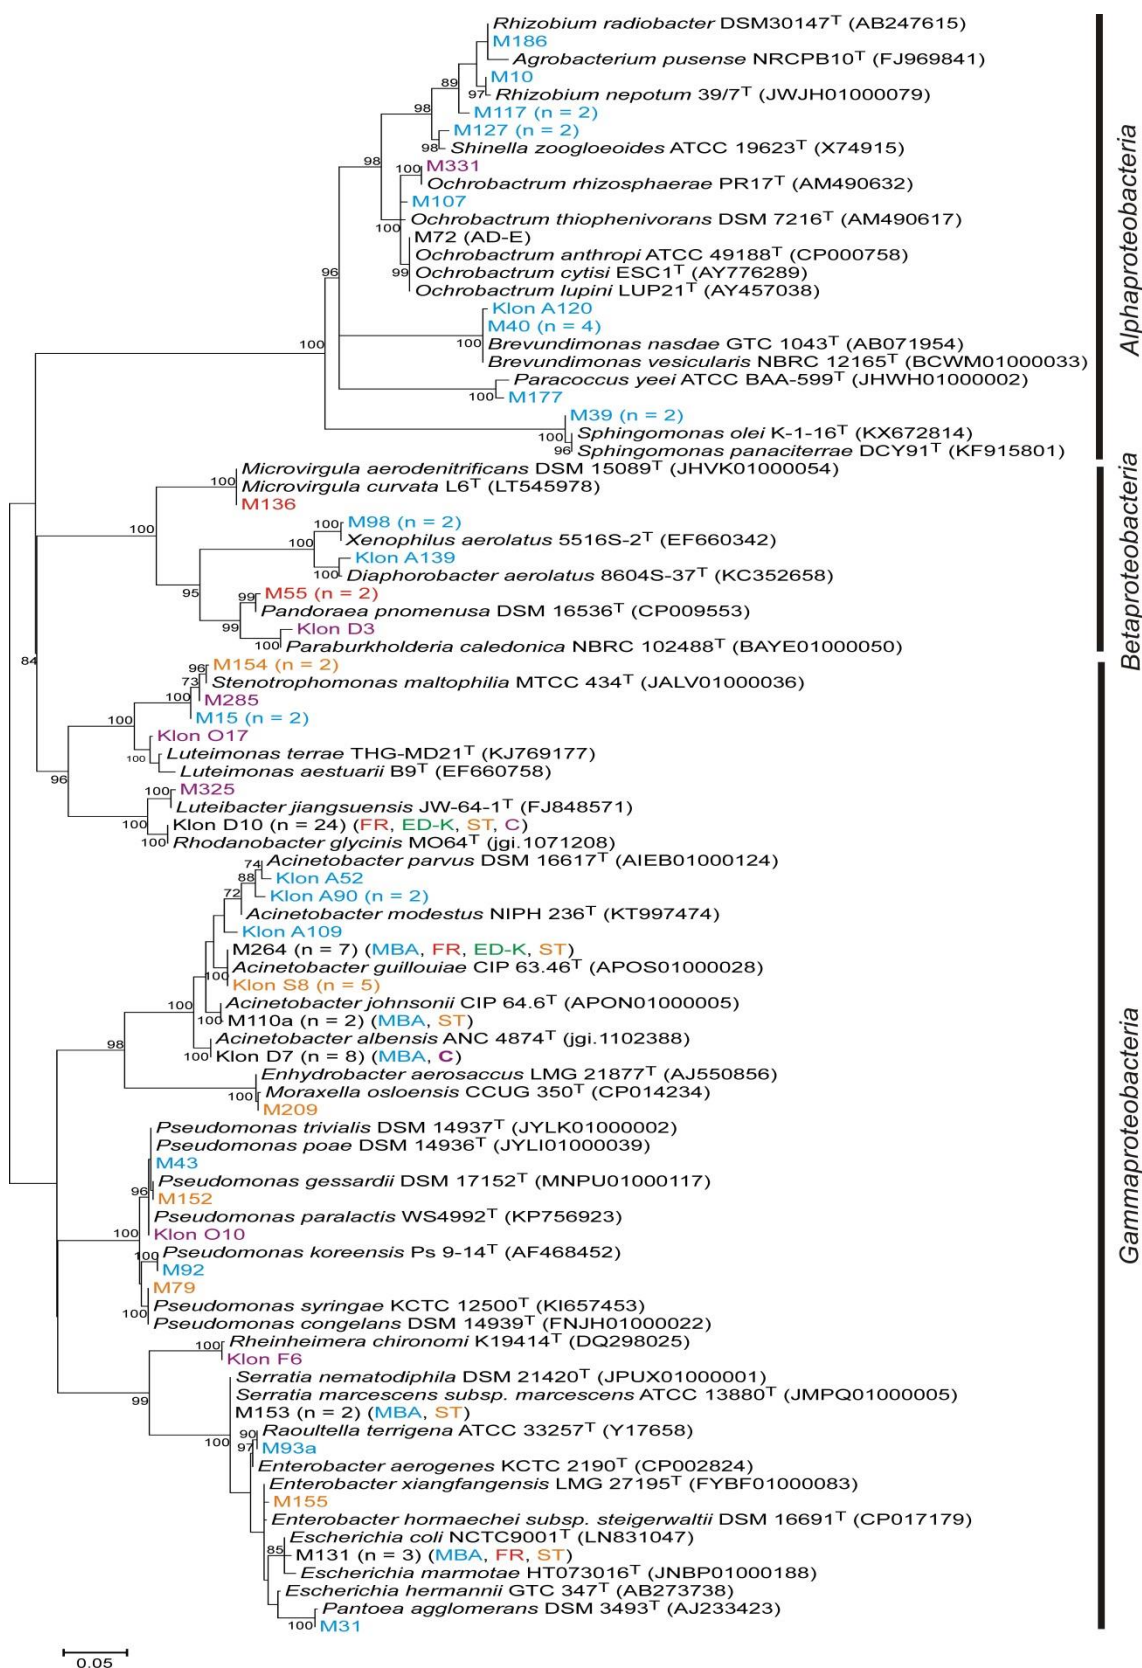 Rhizobium radiobacter DSM30147T (AB247615)
M186
Agrobacterium pusense NRCPB10T (FJ969841)
M10
89
97
Rhizobium nepotum 39/7T (JWJH01000079)
98
M117 (n = 2)
M127 (n = 2)
98
Shinella zoogloeoides ATCC 19623T (X74915)
98
100
M331
Ochrobactrum rhizosphaerae PR17T (AM490632)
M107
Ochrobactrum thiophenivorans DSM 7216T (AM490617)
100
M72 (AD-E)
Ochrobactrum anthropi ATCC 49188T (CP000758)
96
99
Ochrobactrum cytisi ESC1T (AY776289)
Ochrobactrum lupini LUP21T (AY457038)
Klon A120
M40 (n = 4)
100
100
Brevundimonas nasdae GTC 1043T (AB071954)
Brevundimonas vesicularis NBRC 12165T (BCWM01000033)
Paracoccus yeei ATCC BAA-599T (JHWH01000002)
100
M177
M39 (n = 2)
100
Sphingomonas olei K-1-16T (KX672814)
96
Sphingomonas panaciterrae DCY91T (KF915801)
Alphaproteobacteria
Microvirgula aerodenitrificans DSM 15089T (JHVK01000054)
100
Microvirgula curvata L6T (LT545978)
M136
100
100
M98 (n = 2)
100
Xenophilus aerolatus 5516S-2T (EF660342)
Klon A139
100
Diaphorobacter aerolatus 8604S-37T (KC352658)
95
99
M55 (n = 2)
Pandoraea pnomenusa DSM 16536T (CP009553)
99
Klon D3
100
Paraburkholderia caledonica NBRC 102488T (BAYE01000050)
Betaproteobacteria
84
96
M154 (n = 2)
73
Stenotrophomonas maltophilia MTCC 434T (JALV01000036)
100
M285
100
M15 (n = 2)
Klon O17
100
Luteimonas terrae THG-MD21T (KJ769177)
96
Luteimonas aestuarii B9T (EF660758)
M325
100
Luteibacter jiangsuensis JW-64-1T (FJ848571)
100
Klon D10 (n = 24) (FR, ED-K, ST, C)
100
Rhodanobacter glycinis MO64T (jgi.1071208)
74
Acinetobacter parvus DSM 16617T (AIEB01000124)
88
Klon A52
72
Klon A90 (n = 2)
Acinetobacter modestus NIPH 236T (KT997474)
Klon A109
M264 (n = 7) (MBA, FR, ED-K, ST)
100
Acinetobacter guillouiae CIP 63.46T (APOS01000028)
Klon S8 (n = 5)
100
Acinetobacter johnsonii CIP 64.6T (APON01000005)
100
M110a (n = 2) (MBA, ST)
98
Acinetobacter albensis ANC 4874T (jgi.1102388)
100
Klon D7 (n = 8) (MBA, C)
Enhydrobacter aerosaccus LMG 21877T (AJ550856)
100
Moraxella osloensis CCUG 350T (CP014234)
M209
Pseudomonas trivialis DSM 14937T (JYLK01000002)
Pseudomonas poae DSM 14936T (JYLI01000039)
M43
96
Pseudomonas gessardii DSM 17152T (MNPU01000117)
M152
Pseudomonas paralactis WS4992T (KP756923)
100
Klon O10
100
Pseudomonas koreensis Ps 9-14T (AF468452)
M92
M79
100
Pseudomonas syringae KCTC 12500T (KI657453)
Pseudomonas congelans DSM 14939T (FNJH01000022)
100
Rheinheimera chironomi K19414T (DQ298025)
Klon F6
Serratia nematodiphila DSM 21420T (JPUX01000001)
99
Serratia marcescens subsp. marcescens ATCC 13880T (JMPQ01000005)
M153 (n = 2) (MBA, ST)
90
Raoultella terrigena ATCC 33257T (Y17658)
100
97
M93a
Enterobacter aerogenes KCTC 2190T (CP002824)
Enterobacter xiangfangensis LMG 27195T (FYBF01000083)
M155
Enterobacter hormaechei subsp. steigerwaltii DSM 16691T (CP017179)
Escherichia coli NCTC9001T (LN831047)
85
M131 (n = 3) (MBA, FR, ST)
Escherichia marmotae HT073016T (JNBP01000188)
Escherichia hermannii GTC 347T (AB273738)
Pantoea agglomerans DSM 3493T (AJ233423)
100
M31
Gammaproteobacteria
0.05